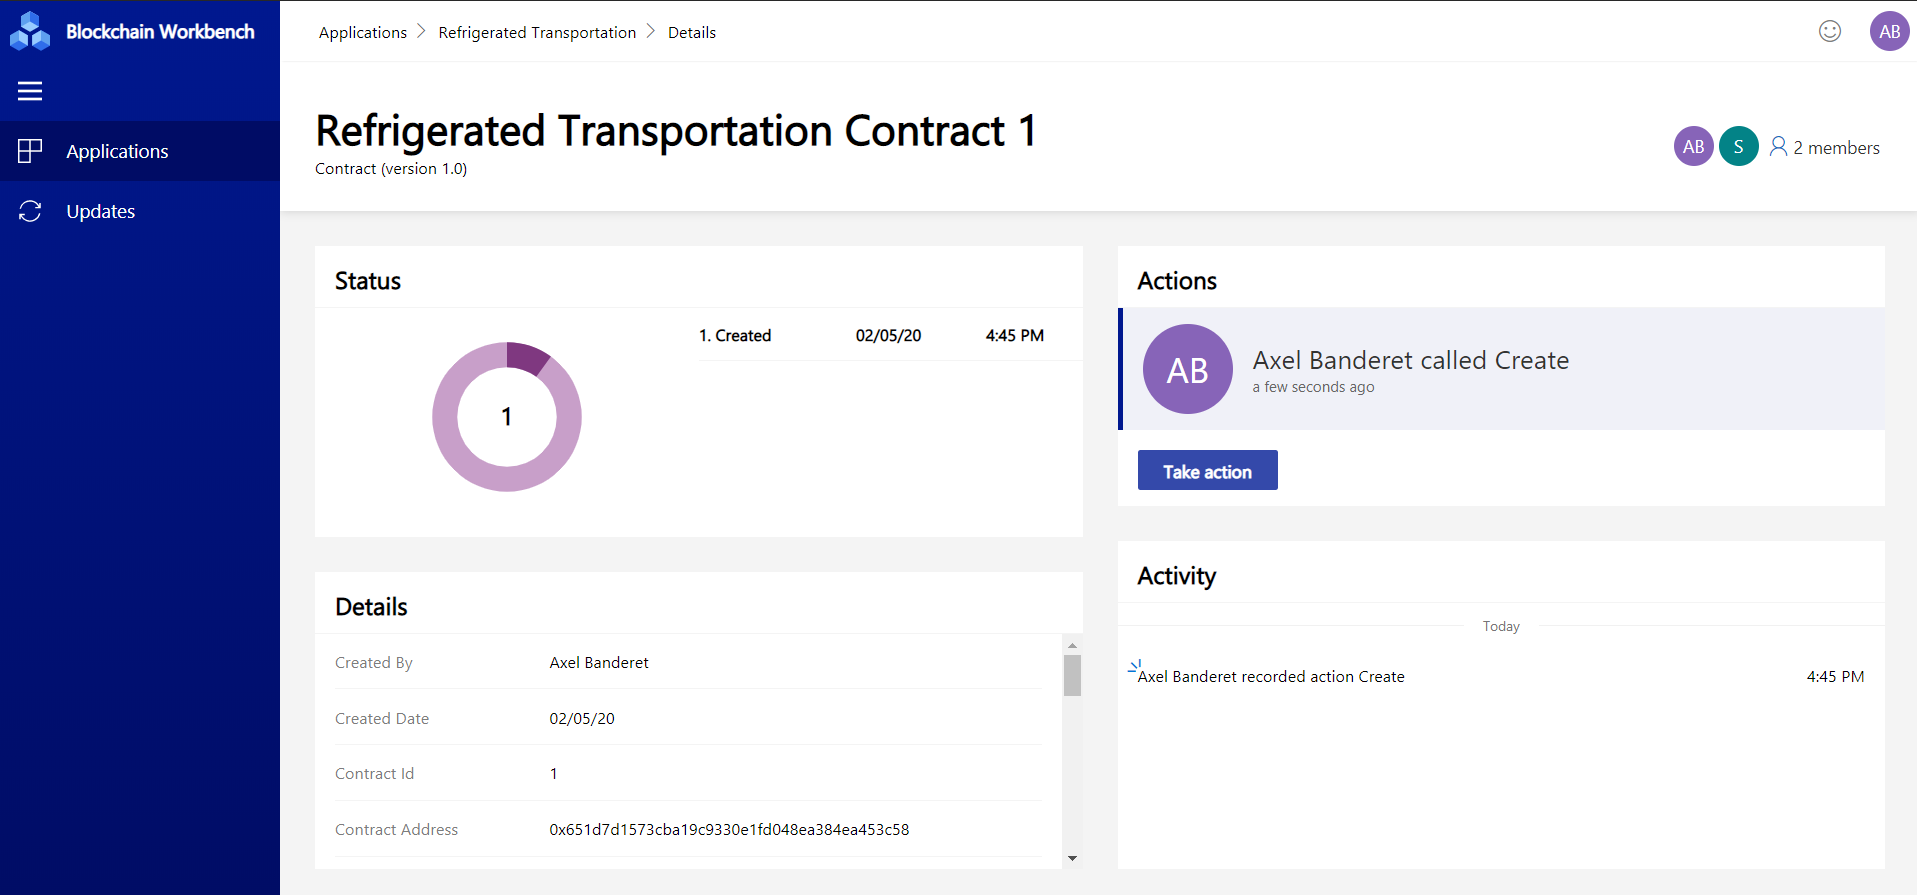 Blockchain Workbench
Applications
Updates
Applications Refrigerated Transportation Details
AB
Refrigerated Transportation Contract 1
Contract (version 1.0)
AB S 2 members
Status
1
1. Created 02/05/20 4:45 PM
Details
Created By Axel Banderet
Created Date 02/05/20
Contract Id 1
Contract Address 0x651d7d1573cba19c9330e1fd048ea384ea453c58
Actions
AB
Axel Banderet called Create
a few seconds ago
Take action
Activity
Today
Axel Banderet recorded action Create 4:45 PM